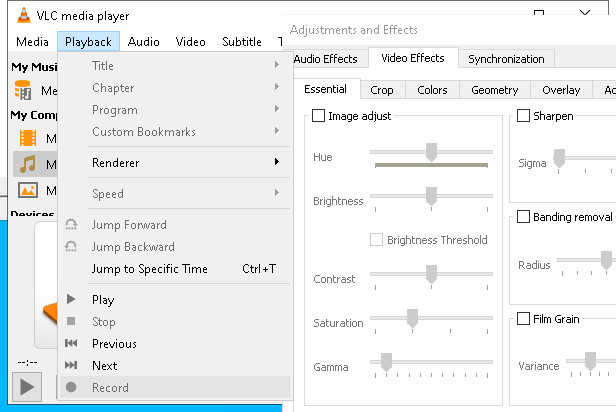 VLC media player
Media Playback Audio Video Subtitle
My Musi
Me
My Comp
M
M
M
Devices
--:--
Title
Chapter
Program
Custom Bookmarks
Renderer
Speed
Jump Forward
Jump Backward
Jump to Specific Time Ctrl+T
Play
Stop
Previous
Next
Record
Adjustments and Effects
Audio Effects Video Effects Synchronization
Essential Crop Colors Geometry Overlay
Image adjust
Hue
Brightness
Brightness Threshold
Contrast
Saturation
Gamma
Sharpen
Sigma
Banding removal
Radius
Film Grain
Variance